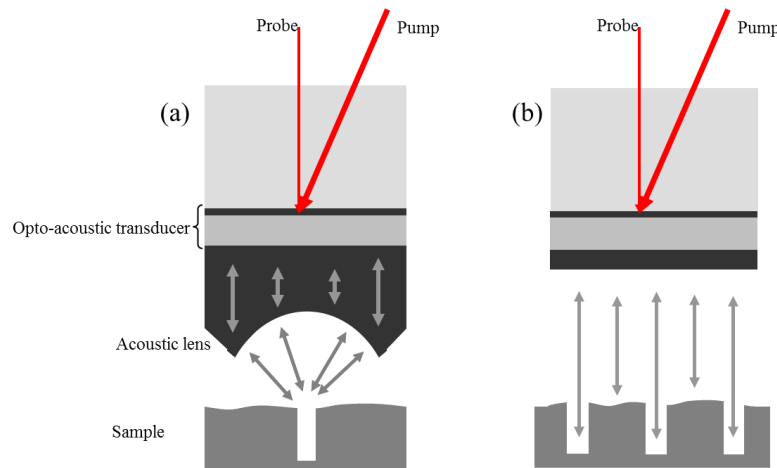 Probe
Pump
(a)
Opto-acoustic transducer
Acoustic lens
Sample
Probe
Pump
(b)